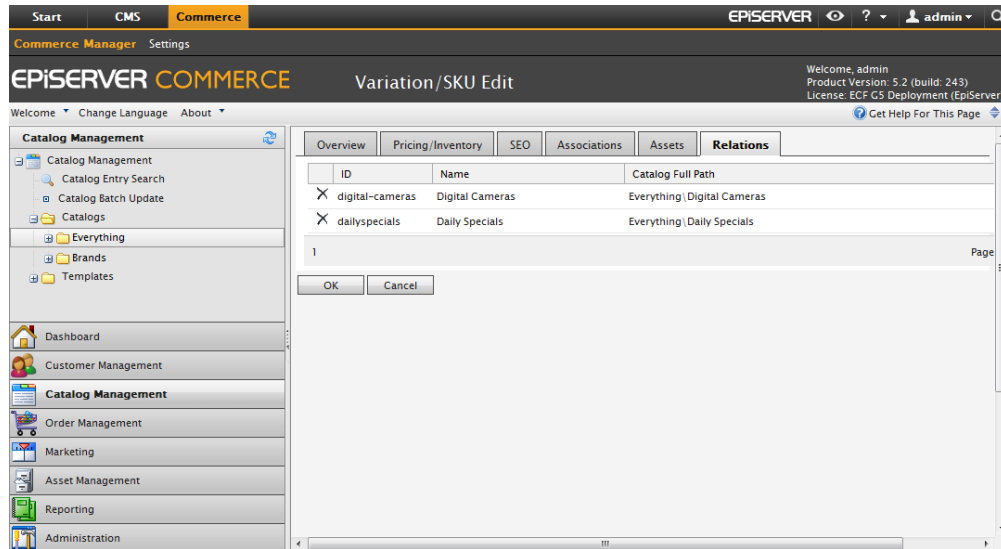 Start CMS Commerce EPiSERVER ? admin
Commerce Manager Settings
EPiSERVER COMMERCE Variation/SKU Edit
Welcome, admin
Product Version: 5.2 (build: 243)
License: ECF G5 Deployment (EpiServer
Welcome Change Language About Get Help For This Page
Catalog Management
Catalog Management
Catalog Entry Search
Catalog Batch Update
Catalogs
Everything
Brands
Templates
Dashboard
Customer Management
Catalog Management
Order Management
Marketing
Asset Management
Reporting
Administration
Overview Pricing/Inventory SEO Associations Assets Relations
ID Name Catalog Full Path
digital-cameras Digital Cameras Everything\Digital Cameras
dailyspecials Daily Specials Everything\Daily Specials
1 Page
OK Cancel